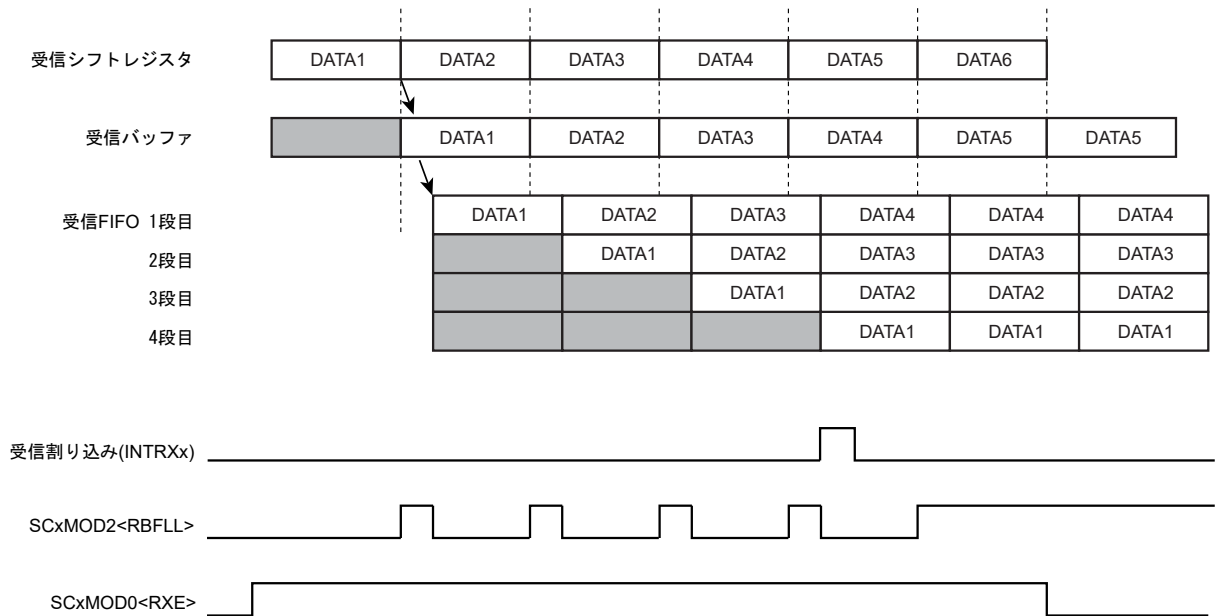 受信シフトレジスタ DATA1 DATA2 DATA3 DATA4 DATA5 DATA6
受信バッファ DATA1 DATA2 DATA3 DATA4 DATA5 DATA5
受信FIFO 1段目 DATA1 DATA2 DATA3 DATA4 DATA4 DATA4
2段目 DATA1 DATA2 DATA3 DATA3 DATA3
3段目 DATA1 DATA2 DATA2 DATA2
4段目 DATA1 DATA1 DATA1
受信割り込み(INTRXx)
SCxMOD2<RBFLL>
SCxMOD0<RXE>